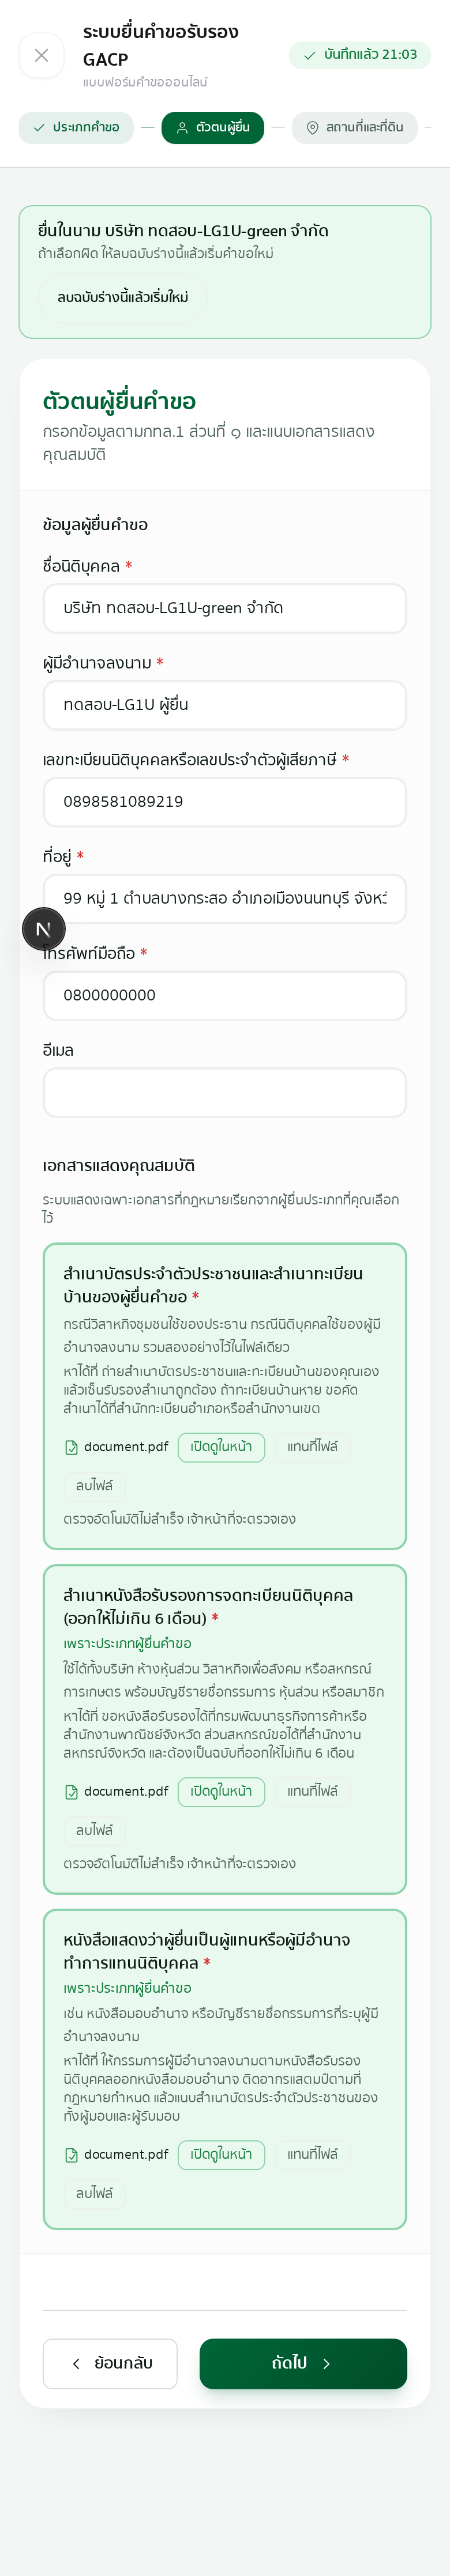 ระบบยื่นคำขอรับรอง
GACP
แบบฟอร์มคำขอออนไลน์
บันทึกแล้ว 21:03
ประเภทคำขอ
ตัวตนผู้ยื่น
สถานที่และที่ดิน
ยื่นในนาม บริษัท ทดสอบ-LG1U-green จำกัด
ถ้าเลือกผิด ให้ลบฉบับร่างนี้แล้วเริ่มคำขอใหม่
ลบฉบับร่างนี้แล้วเริ่มใหม่
ตัวตนผู้ยื่นคำขอ
กรอกข้อมูลตามกทล.1 ส่วนที่ ๑ และแนบเอกสารแสดง
คุณสมบัติ
ข้อมูลผู้ยื่นคำขอ
ชื่อนิติบุคคล *
บริษัท ทดสอบ-LG1U-green จำกัด
ผู้มีอำนาจลงนาม *
ทดสอบ-LG1U ผู้ยื่น
เลขทะเบียนนิติบุคคลหรือเลขประจำตัวผู้เสียภาษี *
0898581089219
ที่อยู่ *
99 หมู่ 1 ตำบลบางกระสอ อำเภอเมืองนนทบุรี
N
โทรศัพท์มือถือ *
0800000000
อีเมล
เอกสารแสดงคุณสมบัติ
ระบบแสดงเฉพาะเอกสารที่กฎหมายเรียกจากผู้ยื่นประเภทที่คุณเลือก
ไว้
สำเนาบัตรประจำตัวประชาชนและสำเนาทะเบียน
บ้านของผู้ยื่นคำขอ *
กรณีวิสาหกิจชุมชนใช้ของประธาน กรณีนิติบุคคลใช้ของผู้มี
อำนาจลงนาม รวมสองอย่างไว้ในไฟล์เดียว
หาได้ที่ ถ่ายสำเนาบัตรประชาชนและทะเบียนบ้านของคุณเอง
แล้วเซ็นรับรองสำเนาถูกต้อง ถ้าทะเบียนบ้านหาย ขอคัด
สำเนาได้ที่สำนักทะเบียนอำเภอหรือสำนักงานเขต
document.pdf เปิดดูในหน้า แทนที่ไฟล์
ลบไฟล์
ตรวจอัตโนมัติไม่สำเร็จ เจ้าหน้าที่จะตรวจเอง
สำเนาหนังสือรับรองการจดทะเบียนนิติบุคคล
(ออกให้ไม่เกิน 6 เดือน) *
เพราะประเภทผู้ยื่นคำขอ
ใช้ได้ทั้งบริษัท ห้างหุ้นส่วน วิสาหกิจเพื่อสังคม หรือสหกรณ์
การเกษตร พร้อมบัญชีรายชื่อกรรมการ หุ้นส่วน หรือสมาชิก
หาได้ที่ ขอหนังสือรับรองได้ที่กรมพัฒนาธุรกิจการค้าหรือ
สำนักงานพาณิชย์จังหวัด ส่วนสหกรณ์ขอได้ที่สำนักงาน
สหกรณ์จังหวัด และต้องเป็นฉบับที่ออกให้ไม่เกิน 6 เดือน
document.pdf เปิดดูในหน้า แทนที่ไฟล์
ลบไฟล์
ตรวจอัตโนมัติไม่สำเร็จ เจ้าหน้าที่จะตรวจเอง
หนังสือแสดงว่าผู้ยื่นเป็นผู้แทนหรือผู้มีอำนาจ
ทำการแทนนิติบุคคล *
เพราะประเภทผู้ยื่นคำขอ
เช่น หนังสือมอบอำนาจ หรือบัญชีรายชื่อกรรมการที่ระบุผู้มี
อำนาจลงนาม
หาได้ที่ ให้กรรมการผู้มีอำนาจลงนามตามหนังสือรับรอง
นิติบุคคลออกหนังสือมอบอำนาจ ติดอากรแสตมป์ตามที่
กฎหมายกำหนด แล้วแนบสำเนาบัตรประจำตัวประชาชนของ
ทั้งผู้มอบและผู้รับมอบ
document.pdf เปิดดูในหน้า แทนที่ไฟล์
ลบไฟล์
ย้อนกลับ
ถัดไป